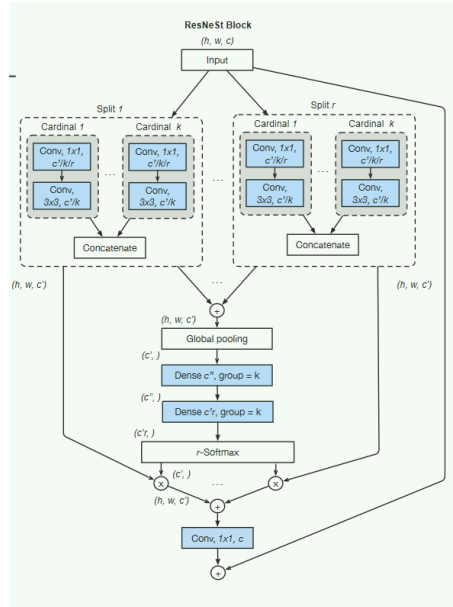 ResNeSt Block
(h, w, c)
Input
Split 1
Split r
Cardinal 1
Cardinal k
Cardinal 1
Cardinal k
Conv, 1x1,
c'/k/r
Conv, 1x1,
c'/k/r
Conv, 1x1,
c'/k/r
Conv, 1x1,
c'/k/r
...
...
Conv,
3x3, c'/k
Conv,
3x3, c'/k
...
Conv,
3x3, c'/k
Conv,
3x3, c'/k
Concatenate
Concatenate
(h, w, c')
...
(h, w, c')
+
(h, w, c')
Global pooling
(c', )
Dense c", group = k
(c", )
Dense c'r, group = k
(c'r, )
r-Softmax
(c', )
x
...
x
(h, w, c')
+
Conv, 1x1, c
+